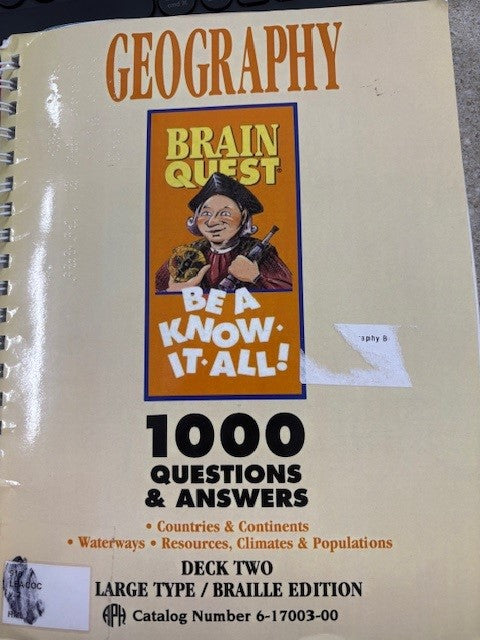 GEOGRAPHY
BRAIN
QUEST®
BE A
KNOW·
IT·ALL!
aphy B
1000
QUESTIONS
& ANSWERS
• Countries & Continents
• Waterways • Resources, Climates & Populations
DECK TWO
LARGE TYPE / BRAILLE EDITION
APH Catalog Number 6-17003-00